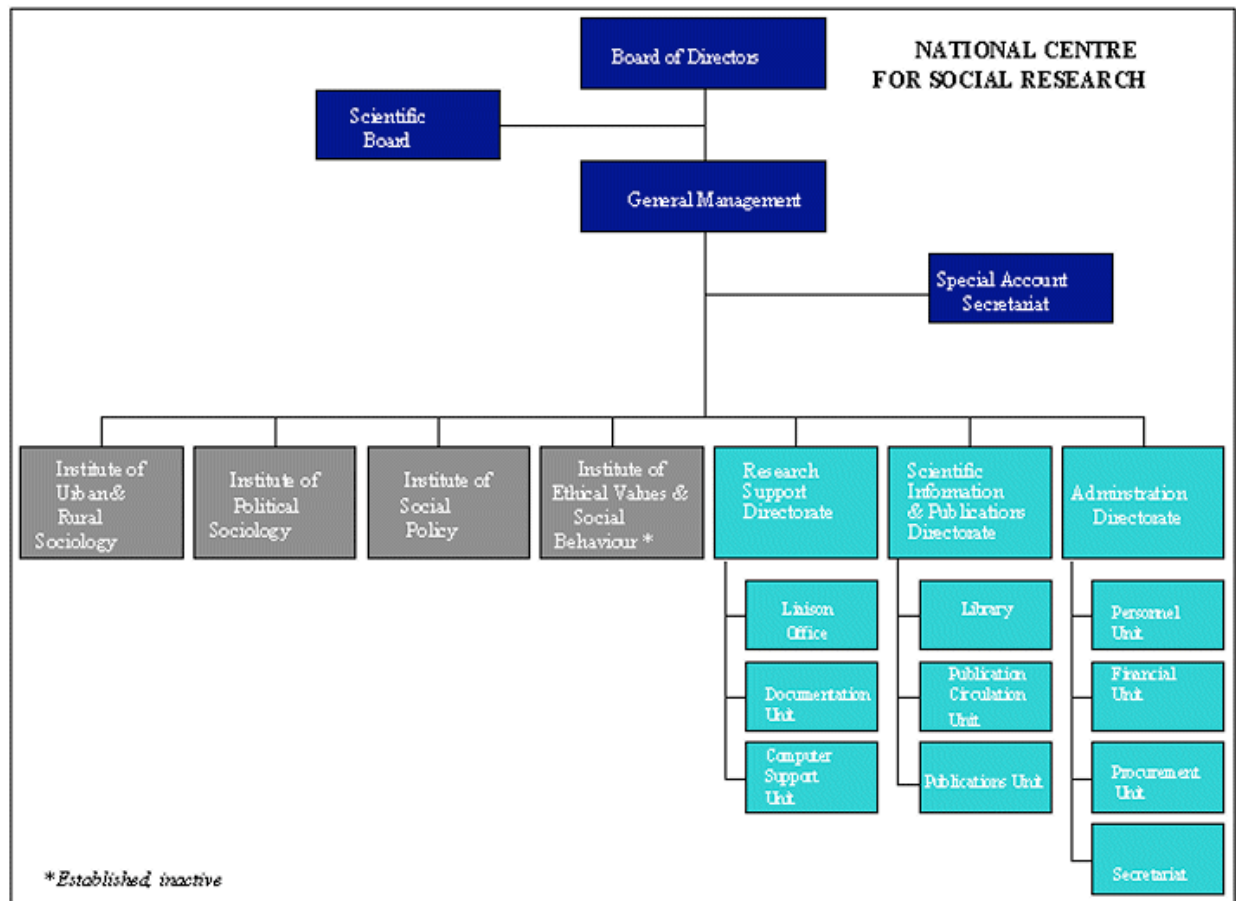 Board of Directors
NATIONAL CENTRE
FOR SOCIAL RESEARCH
Scientific
Board
General Management
Special Account
Secretariat
Institute of
Urban &
Rural
Sociology
Institute of
Political
Sociology
Institute of
Social
Policy
Institute of
Ethical Values &
Social
Behaviour *
Research
Support
Directorate
Scientific
Information
& Publications
Directorate
Adminstration
Directorate
Liaison
Office
Documentation
Unit
Computer
Support
Unit
Library
Publication
Circulation
Unit
Publications Unit
Personnel
Unit
Financial
Unit
Procurement
Unit
Secretariat
* Established, inactive